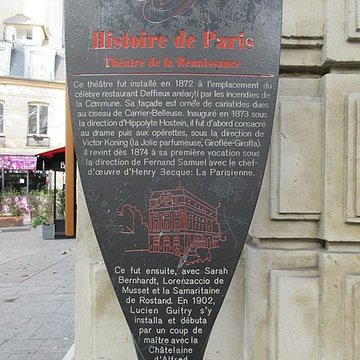 Histoire de Paris
Théâtre de la Renaissance
Ce théâtre fut installé en 1872 à l'emplacement du
célèbre restaurant Deffieux anéanti par les incendies de
la Commune. Sa façade est ornée de cariatides dues
au ciseau de Carrier-Belleuse. Inauguré en 1873 sous
la direction d'Hippolyte Hostein, il fut d'abord consacré
au drame puis aux opérettes, sous la direction de
Victor Koning (la Jolie parfumeuse, Giroflée-Girofla).
Il revint dès 1874 à sa première vocation sous
la direction de Fernand Samuel avec le chef-
d'œuvre d'Henry Becque: La Parisienne.
Ce fut ensuite, avec Sarah
Bernhardt, Lorenzaccio de
Musset et la Samaritaine
de Rostand. En 1902,
Lucien Guitry s'y
installa et débuta
par un coup de
maître avec la
Châtelaine
d'Alfred